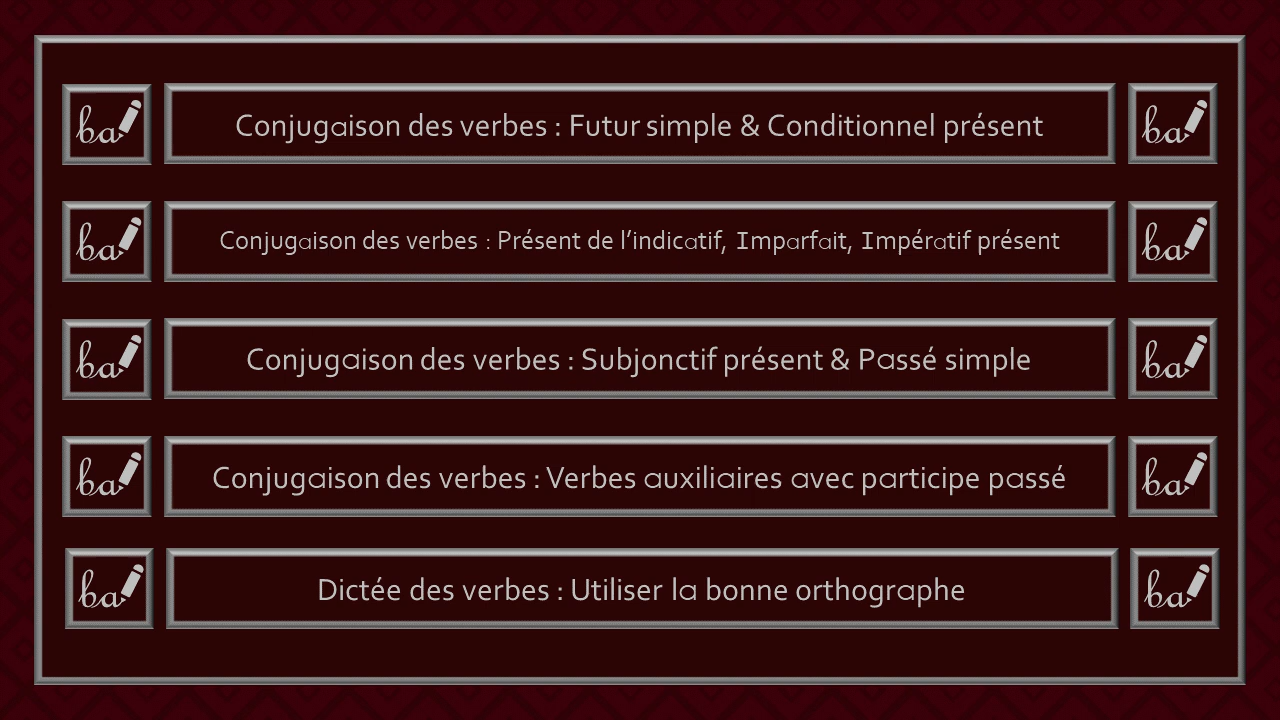 ba Conjugaison des verbes : Futur simple & Conditionnel présent ba
ba Conjugaison des verbes : Présent de l’indicatif, Imparfait, Impératif présent ba
ba Conjugaison des verbes : Subjonctif présent & Passé simple ba
ba Conjugaison des verbes : Verbes auxiliaires avec participe passé ba
ba Dictée des verbes : Utiliser la bonne orthographe ba